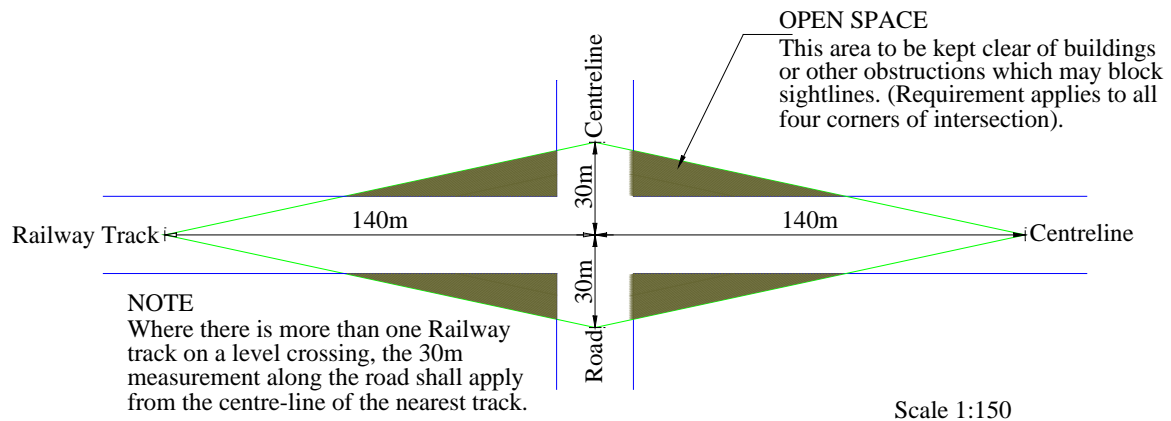 OPEN SPACE
This area to be kept clear of buildings
or other obstructions which may block
sightlines. (Requirement applies to all
four corners of intersection).
Centreline
30m
140m
140m
Railway Track
Centreline
30m
Road
NOTE
Where there is more than one Railway
track on a level crossing, the 30m
measurement along the road shall apply
from the centre-line of the nearest track.
Scale 1:150